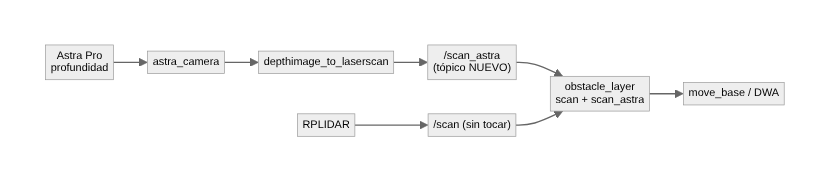 Astra Pro
profundidad
astra_camera
depthimage_to_laserscan
/scan_astra
(tópico NUEVO)
RPLIDAR
/scan (sin tocar)
obstacle_layer
scan + scan_astra
move_base / DWA